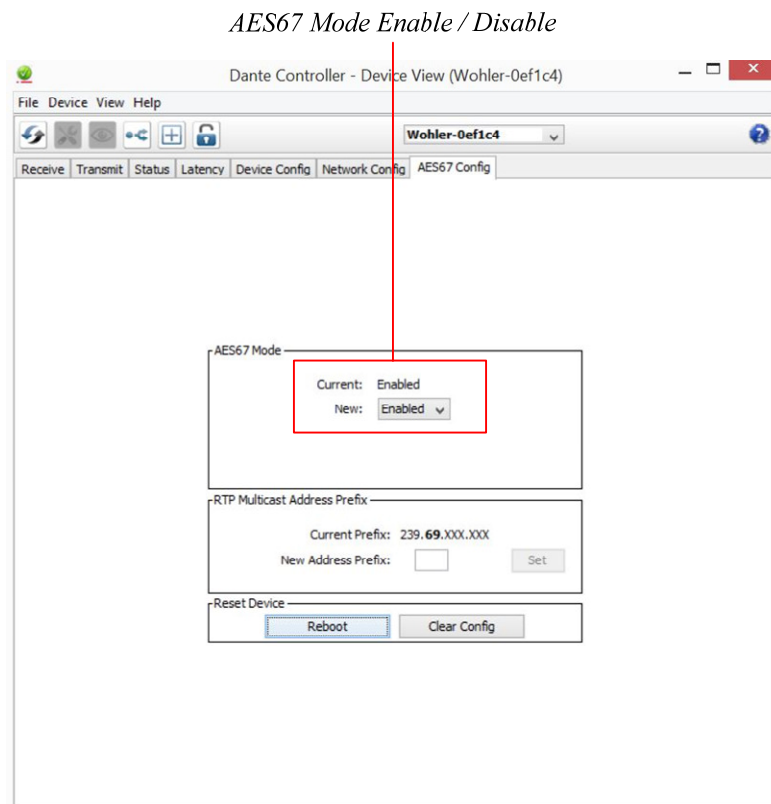 AES67 Mode Enable / Disable
Dante Controller - Device View (Wohler-0ef1c4)
File Device View Help
Wohler-0ef1c4
Receive Transmit Status Latency Device Config Network Config AES67 Config
AES67 Mode
Current: Enabled
New: Enabled
RTP Multicast Address Prefix
Current Prefix: 239.69.XXX.XXX
New Address Prefix: Set
Reset Device
Reboot Clear Config